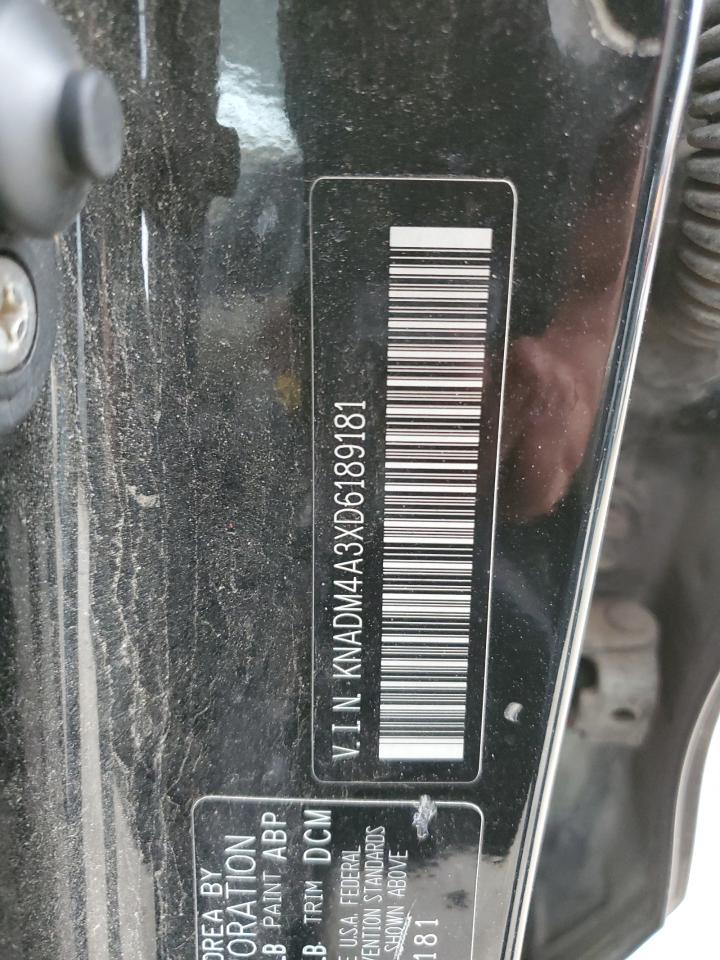 V.I.N KNADM4A3XD6189181
OREA BY
ORATION
PAINT ABP
TRIM DCM
E U.S.A. FEDERAL
VENTION STANDARDS
SHOWN ABOVE
181